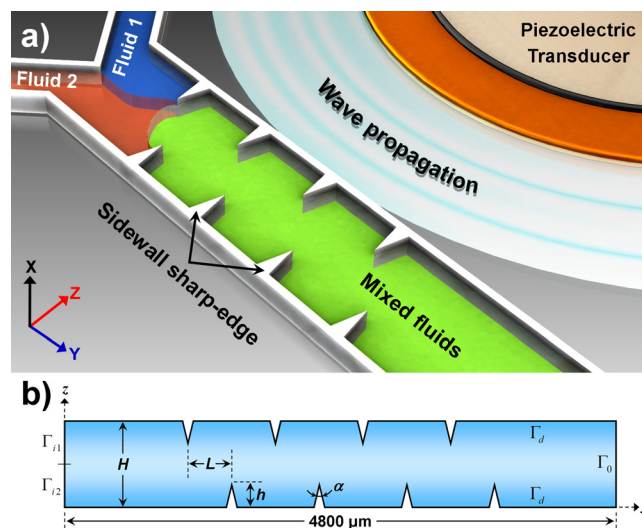 a)
Piezoelectric
Transducer
Fluid 1
Fluid 2
Wave propagation
Sidewall sharp-edge
Mixed fluids
X
Z
Y
b)
z
Γi1
H
L
Γd
Γ0
Γi2
h
α
Γd
4800 μm